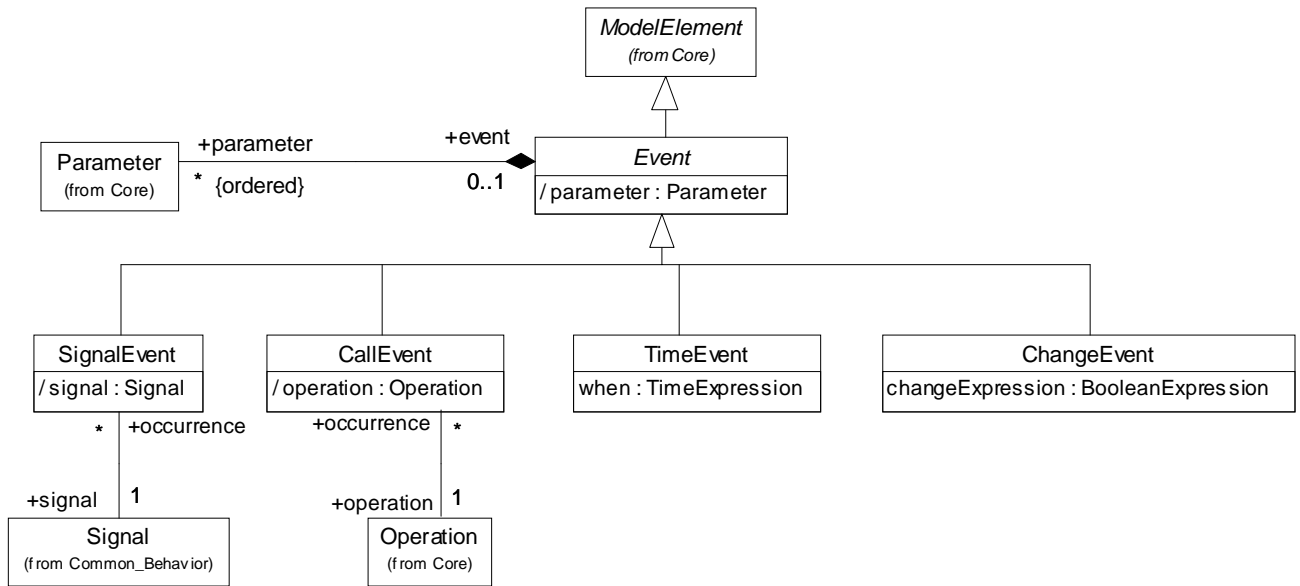 ModelElement
(from Core)
+parameter
+event
Parameter
(from Core)
* {ordered}
0..1
Event
/ parameter : Parameter
SignalEvent
/ signal : Signal
CallEvent
/ operation : Operation
TimeEvent
when : TimeExpression
ChangeEvent
changeExpression : BooleanExpression
* +occurrence
+occurrence *
+signal 1
+operation 1
Signal
(from Common_Behavior)
Operation
(from Core)